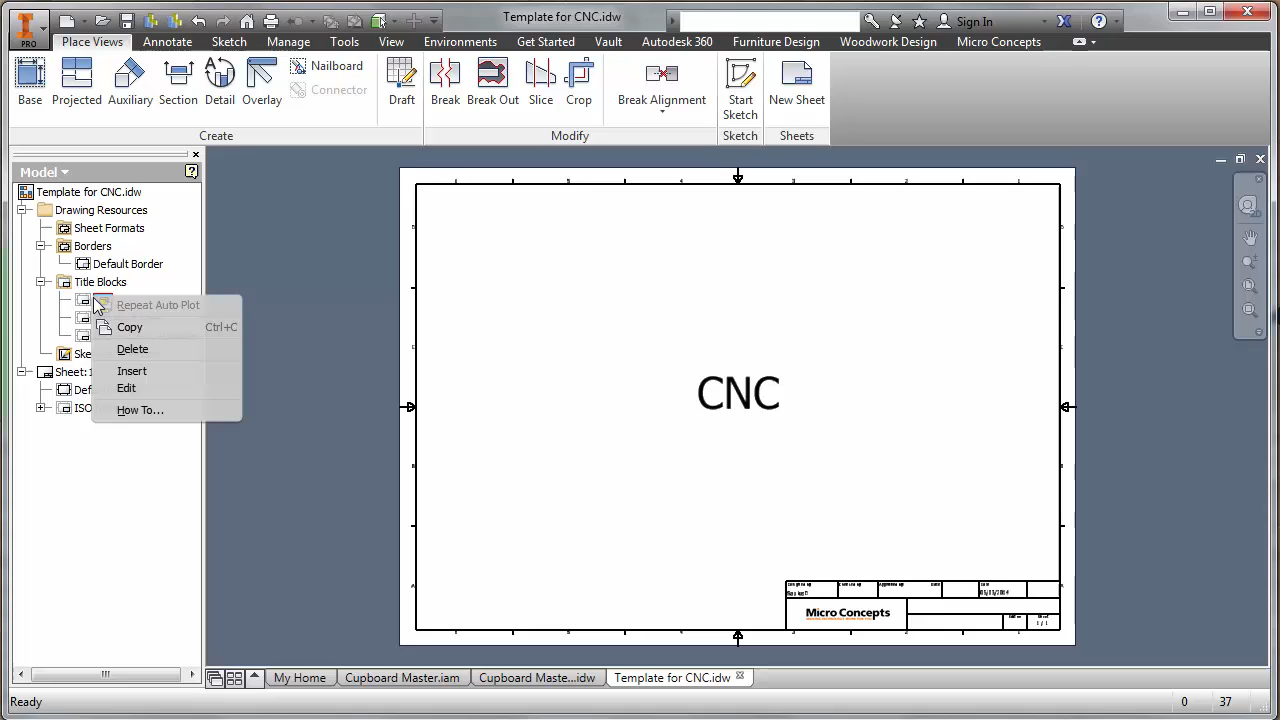 Template for CNC.idw
Sign In
PRO
Place Views Annotate Sketch Manage Tools View Environments Get Started Vault Autodesk 360 Furniture Design Woodwork Design Micro Concepts
Base Projected Auxiliary Section Detail Overlay
Nailboard
Connector
Draft
Break Break Out Slice Crop
Break Alignment
Start Sketch
New Sheet
Create Modify Sketch Sheets
Model
Template for CNC.idw
Drawing Resources
Sheet Formats
Borders
Default Border
Title Blocks
Ske
Sheet: 1
Def
ISO
Repeat Auto Plot
Copy Ctrl+C
Delete
Insert
Edit
How To...
CNC
Micro Concepts
1 / 1
My Home Cupboard Master.iam Cupboard Maste...idw Template for CNC.idw
Ready 0 37